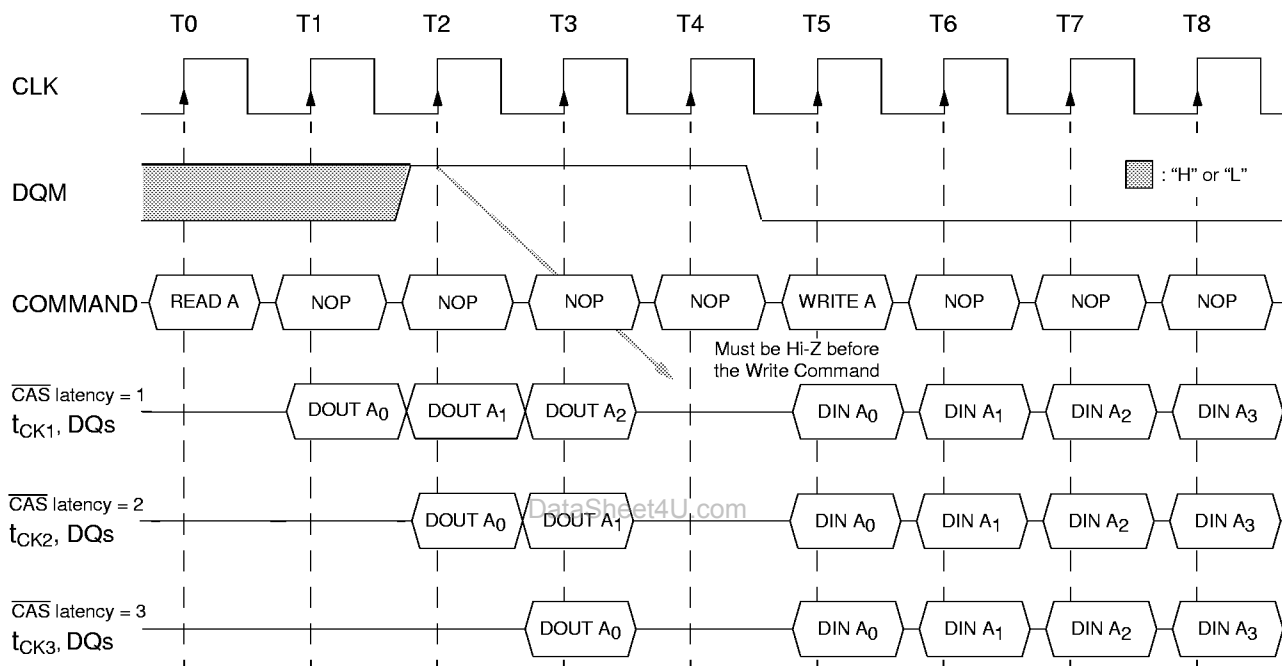 T0 T1 T2 T3 T4 T5 T6 T7 T8
CLK
DQM
: “H” or “L”
COMMAND READ A NOP NOP NOP NOP WRITE A NOP NOP NOP
Must be Hi-Z before
the Write Command
CAS latency = 1
tCK1, DQs DOUT A0 DOUT A1 DOUT A2 DIN A0 DIN A1 DIN A2 DIN A3
DataSheet4U.com
CAS latency = 2
tCK2, DQs DOUT A0 DOUT A1 DIN A0 DIN A1 DIN A2 DIN A3
CAS latency = 3
tCK3, DQs DOUT A0 DIN A0 DIN A1 DIN A2 DIN A3